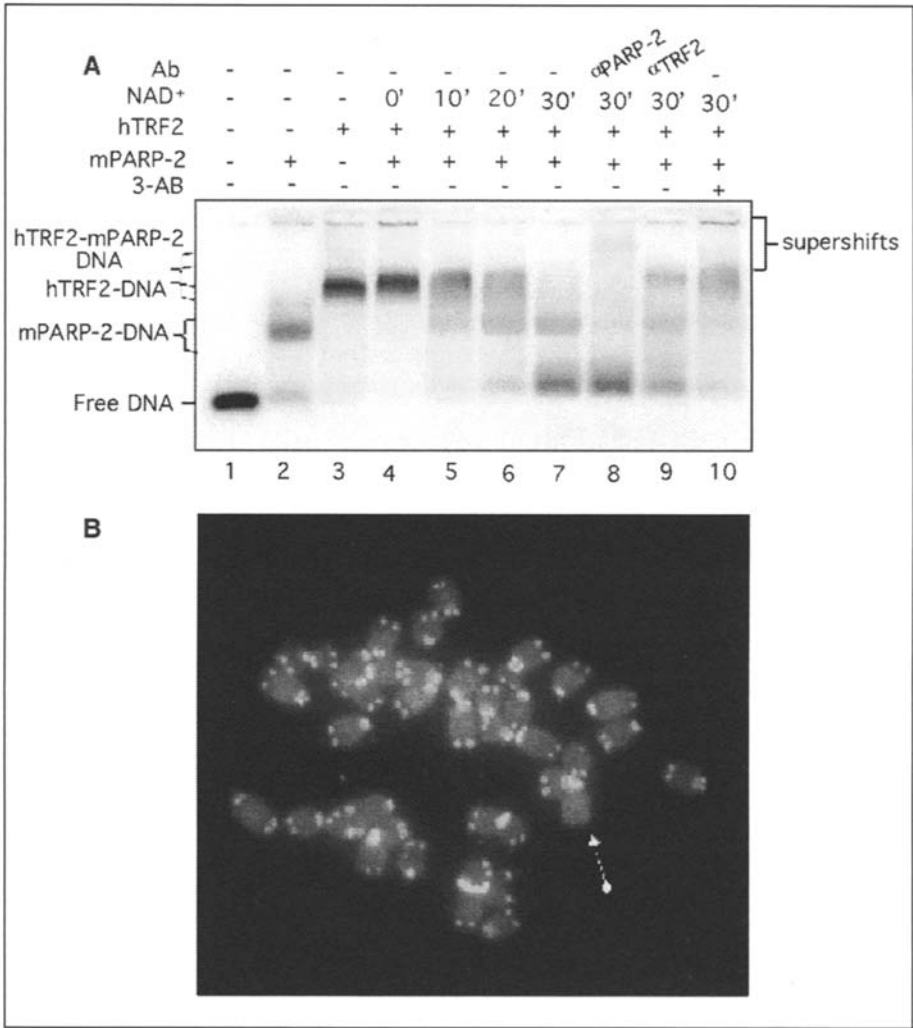 A
Ab - - - - - - - αPARP-2 αTRF2 -
NAD+ - - - 0' 10' 20' 30' 30' 30' 30'
hTRF2 - - + + + + + + + +
mPARP-2 - + - + + + + + + +
3-AB - - - - - - - - - +
hTRF2-mPARP-2
DNA
hTRF2-DNA
mPARP-2-DNA
Free DNA
supershifts
1 2 3 4 5 6 7 8 9 10
B